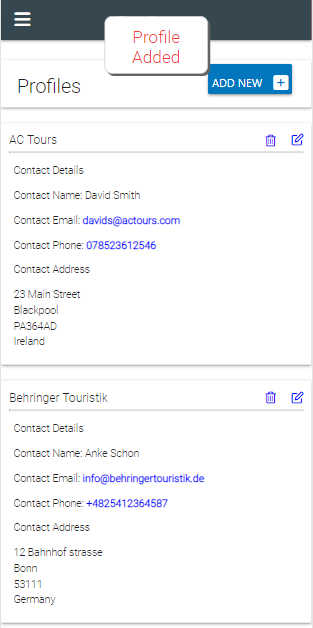 Profile
Added
Profiles
ADD NEW
AC Tours
Contact Details
Contact Name: David Smith
Contact Email: davids@actours.com
Contact Phone: 078523612546
Contact Address
23 Main Street
Blackpool
PA364AD
Ireland
Behringer Touristik
Contact Details
Contact Name: Anke Schon
Contact Email: info@behringertouristik.de
Contact Phone: +4825412364587
Contact Address
12 Bahnhof strasse
Bonn
53111
Germany